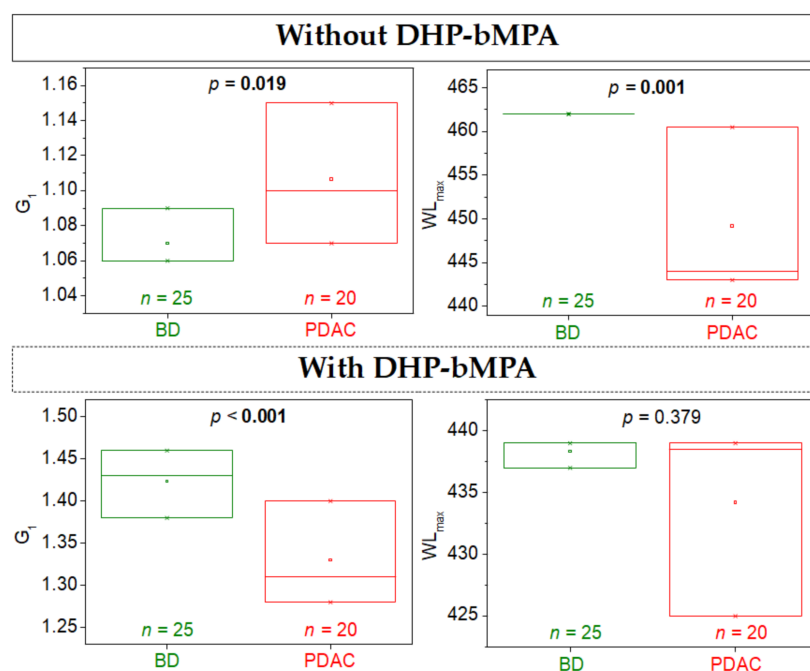 Without DHP-bMPA
p = 0.019
1.16
1.14
1.12
1.10
1.08
1.06
1.04
G1
n = 25
n = 20
BD
PDAC
p = 0.001
465
460
455
450
445
440
WLmax
n = 25
n = 20
BD
PDAC
With DHP-bMPA
p < 0.001
1.50
1.45
1.40
1.35
1.30
1.25
G1
n = 25
n = 20
BD
PDAC
p = 0.379
440
435
430
425
WLmax
n = 25
n = 20
BD
PDAC